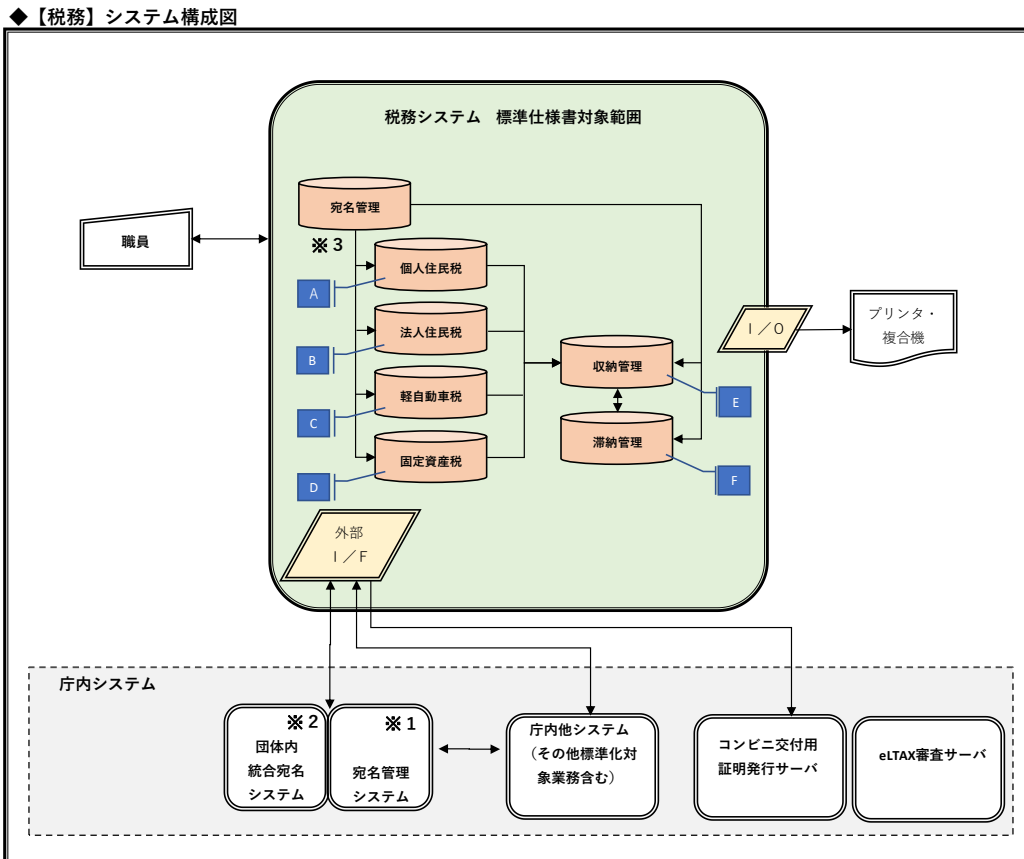 ◆【税務】システム構成図
税務システム 標準仕様書対象範囲
宛名管理
職員
※３
個人住民税
A
I／O
プリンタ・
複合機
法人住民税
B
収納管理
軽自動車税
E
C
滞納管理
固定資産税
D
F
外部
I／F
庁内システム
※２
団体内
統合宛名
システム
※１
宛名管理
システム
庁内他システム
（その他標準化対
象業務含む）
コンビニ交付用
証明発行サーバ
eLTAX審査サーバ